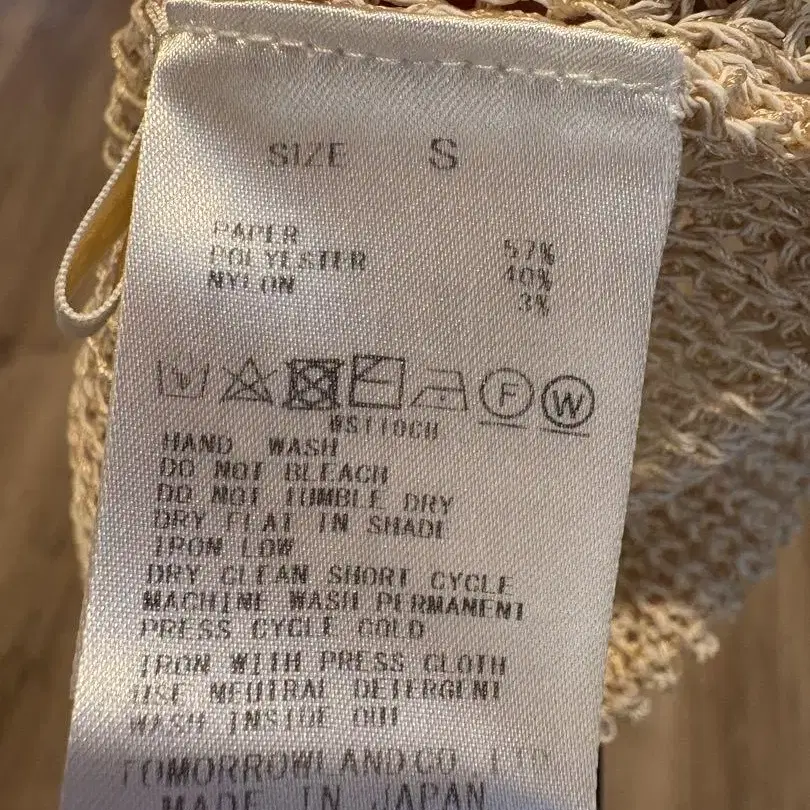 SIZE S
PAPER 57%
POLYESTER 40%
NYLON 3%
F W
HAND WASH
DO NOT BLEACH
DO NOT TUMBLE DRY
DRY FLAT IN SHADE
IRON LOW
DRY CLEAN SHORT CYCLE
MACHINE WASH PERMANENT
PRESS CYCLE COLD
IRON WITH PRESS CLOTH
USE NEUTRAL DETERGENT
WASH INSIDE OUT
TOMORROWLAND CO. LTD
MADE IN JAPAN